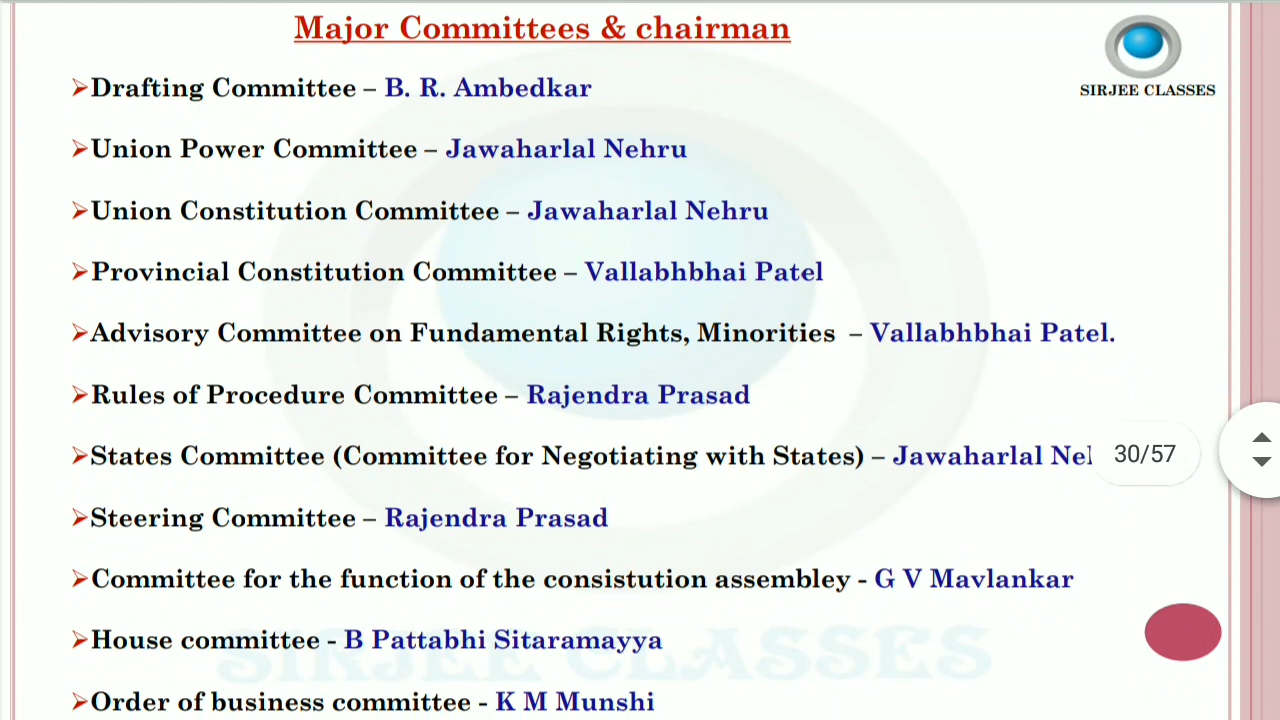 Major Committees & chairman
SIRJEE CLASSES
➢Drafting Committee – B. R. Ambedkar
➢Union Power Committee – Jawaharlal Nehru
➢Union Constitution Committee – Jawaharlal Nehru
➢Provincial Constitution Committee – Vallabhbhai Patel
➢Advisory Committee on Fundamental Rights, Minorities – Vallabhbhai Patel.
➢Rules of Procedure Committee – Rajendra Prasad
➢States Committee (Committee for Negotiating with States) – Jawaharlal
30/57
➢Steering Committee – Rajendra Prasad
➢Committee for the function of the consistution assembley - G V Mavlankar
➢House committee - B Pattabhi Sitaramayya
SIRJEE CLASSES
➢Order of business committee - K M Munshi